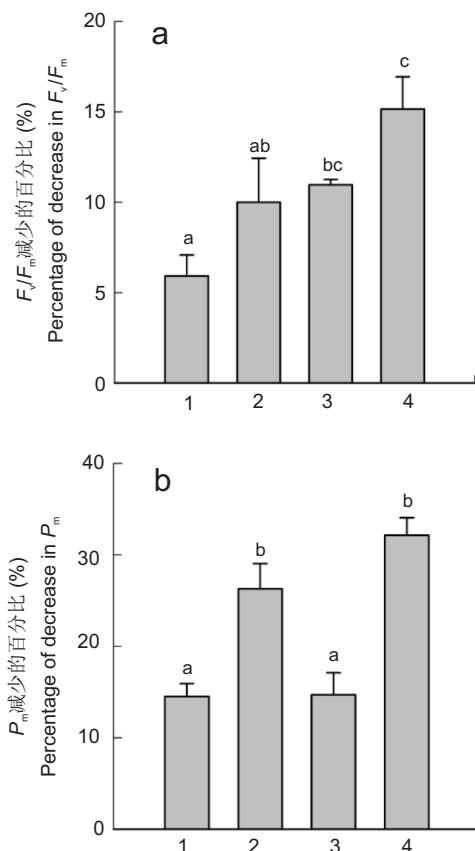 a
20
15
10
5
0
a
ab
bc
c
1 2 3 4
Fv/Fm减少的百分比 (%)
Percentage of decrease in Fv/Fm
b
40
30
20
10
0
a
b
a
b
1 2 3 4
Pm减少的百分比 (%)
Percentage of decrease in Pm